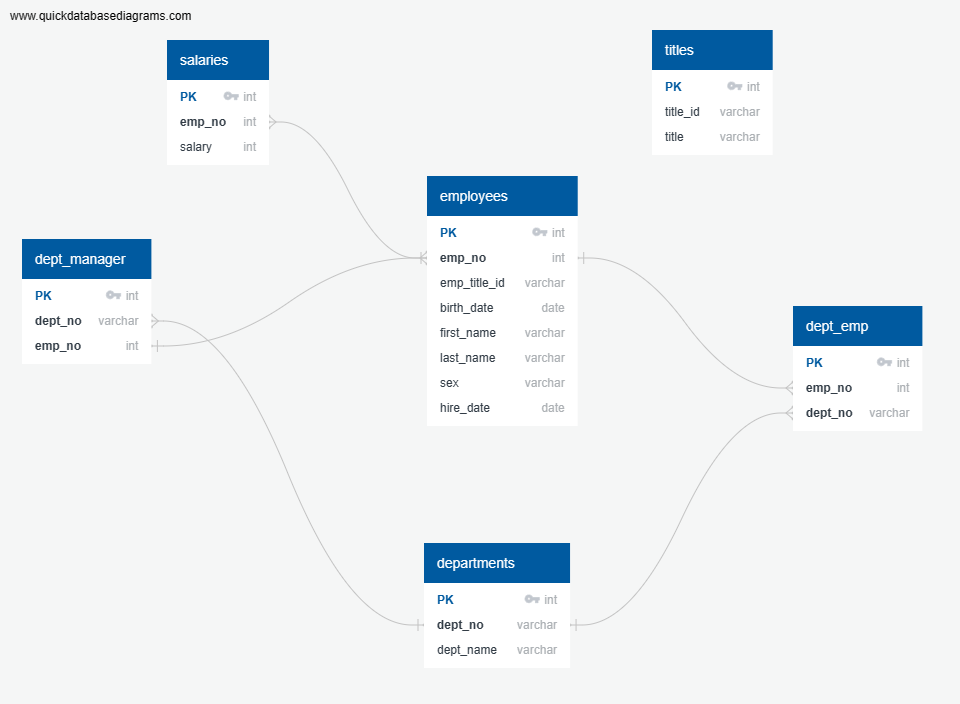 www.quickdatabasediagrams.com
salaries
PK int
emp_no int
salary int
titles
PK int
title_id varchar
title varchar
employees
PK int
emp_no int
emp_title_id varchar
birth_date date
first_name varchar
last_name varchar
sex varchar
hire_date date
dept_manager
PK int
dept_no varchar
emp_no int
dept_emp
PK int
emp_no int
dept_no varchar
departments
PK int
dept_no varchar
dept_name varchar